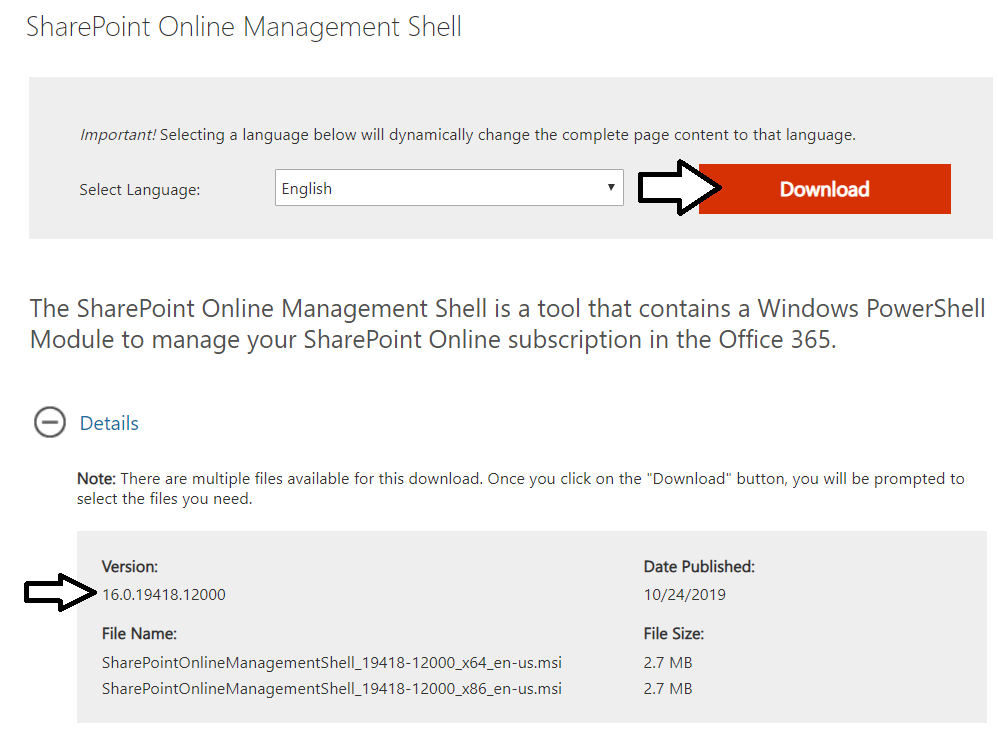 SharePoint Online Management Shell
Important! Selecting a language below will dynamically change the complete page content to that language.
Select Language:
English
Download
The SharePoint Online Management Shell is a tool that contains a Windows PowerShell
Module to manage your SharePoint Online subscription in the Office 365.
Details
Note: There are multiple files available for this download. Once you click on the "Download" button, you will be prompted to
select the files you need.
Version:
16.0.19418.12000
Date Published:
10/24/2019
File Name:
SharePointOnlineManagementShell_19418-12000_x64_en-us.msi
SharePointOnlineManagementShell_19418-12000_x86_en-us.msi
File Size:
2.7 MB
2.7 MB